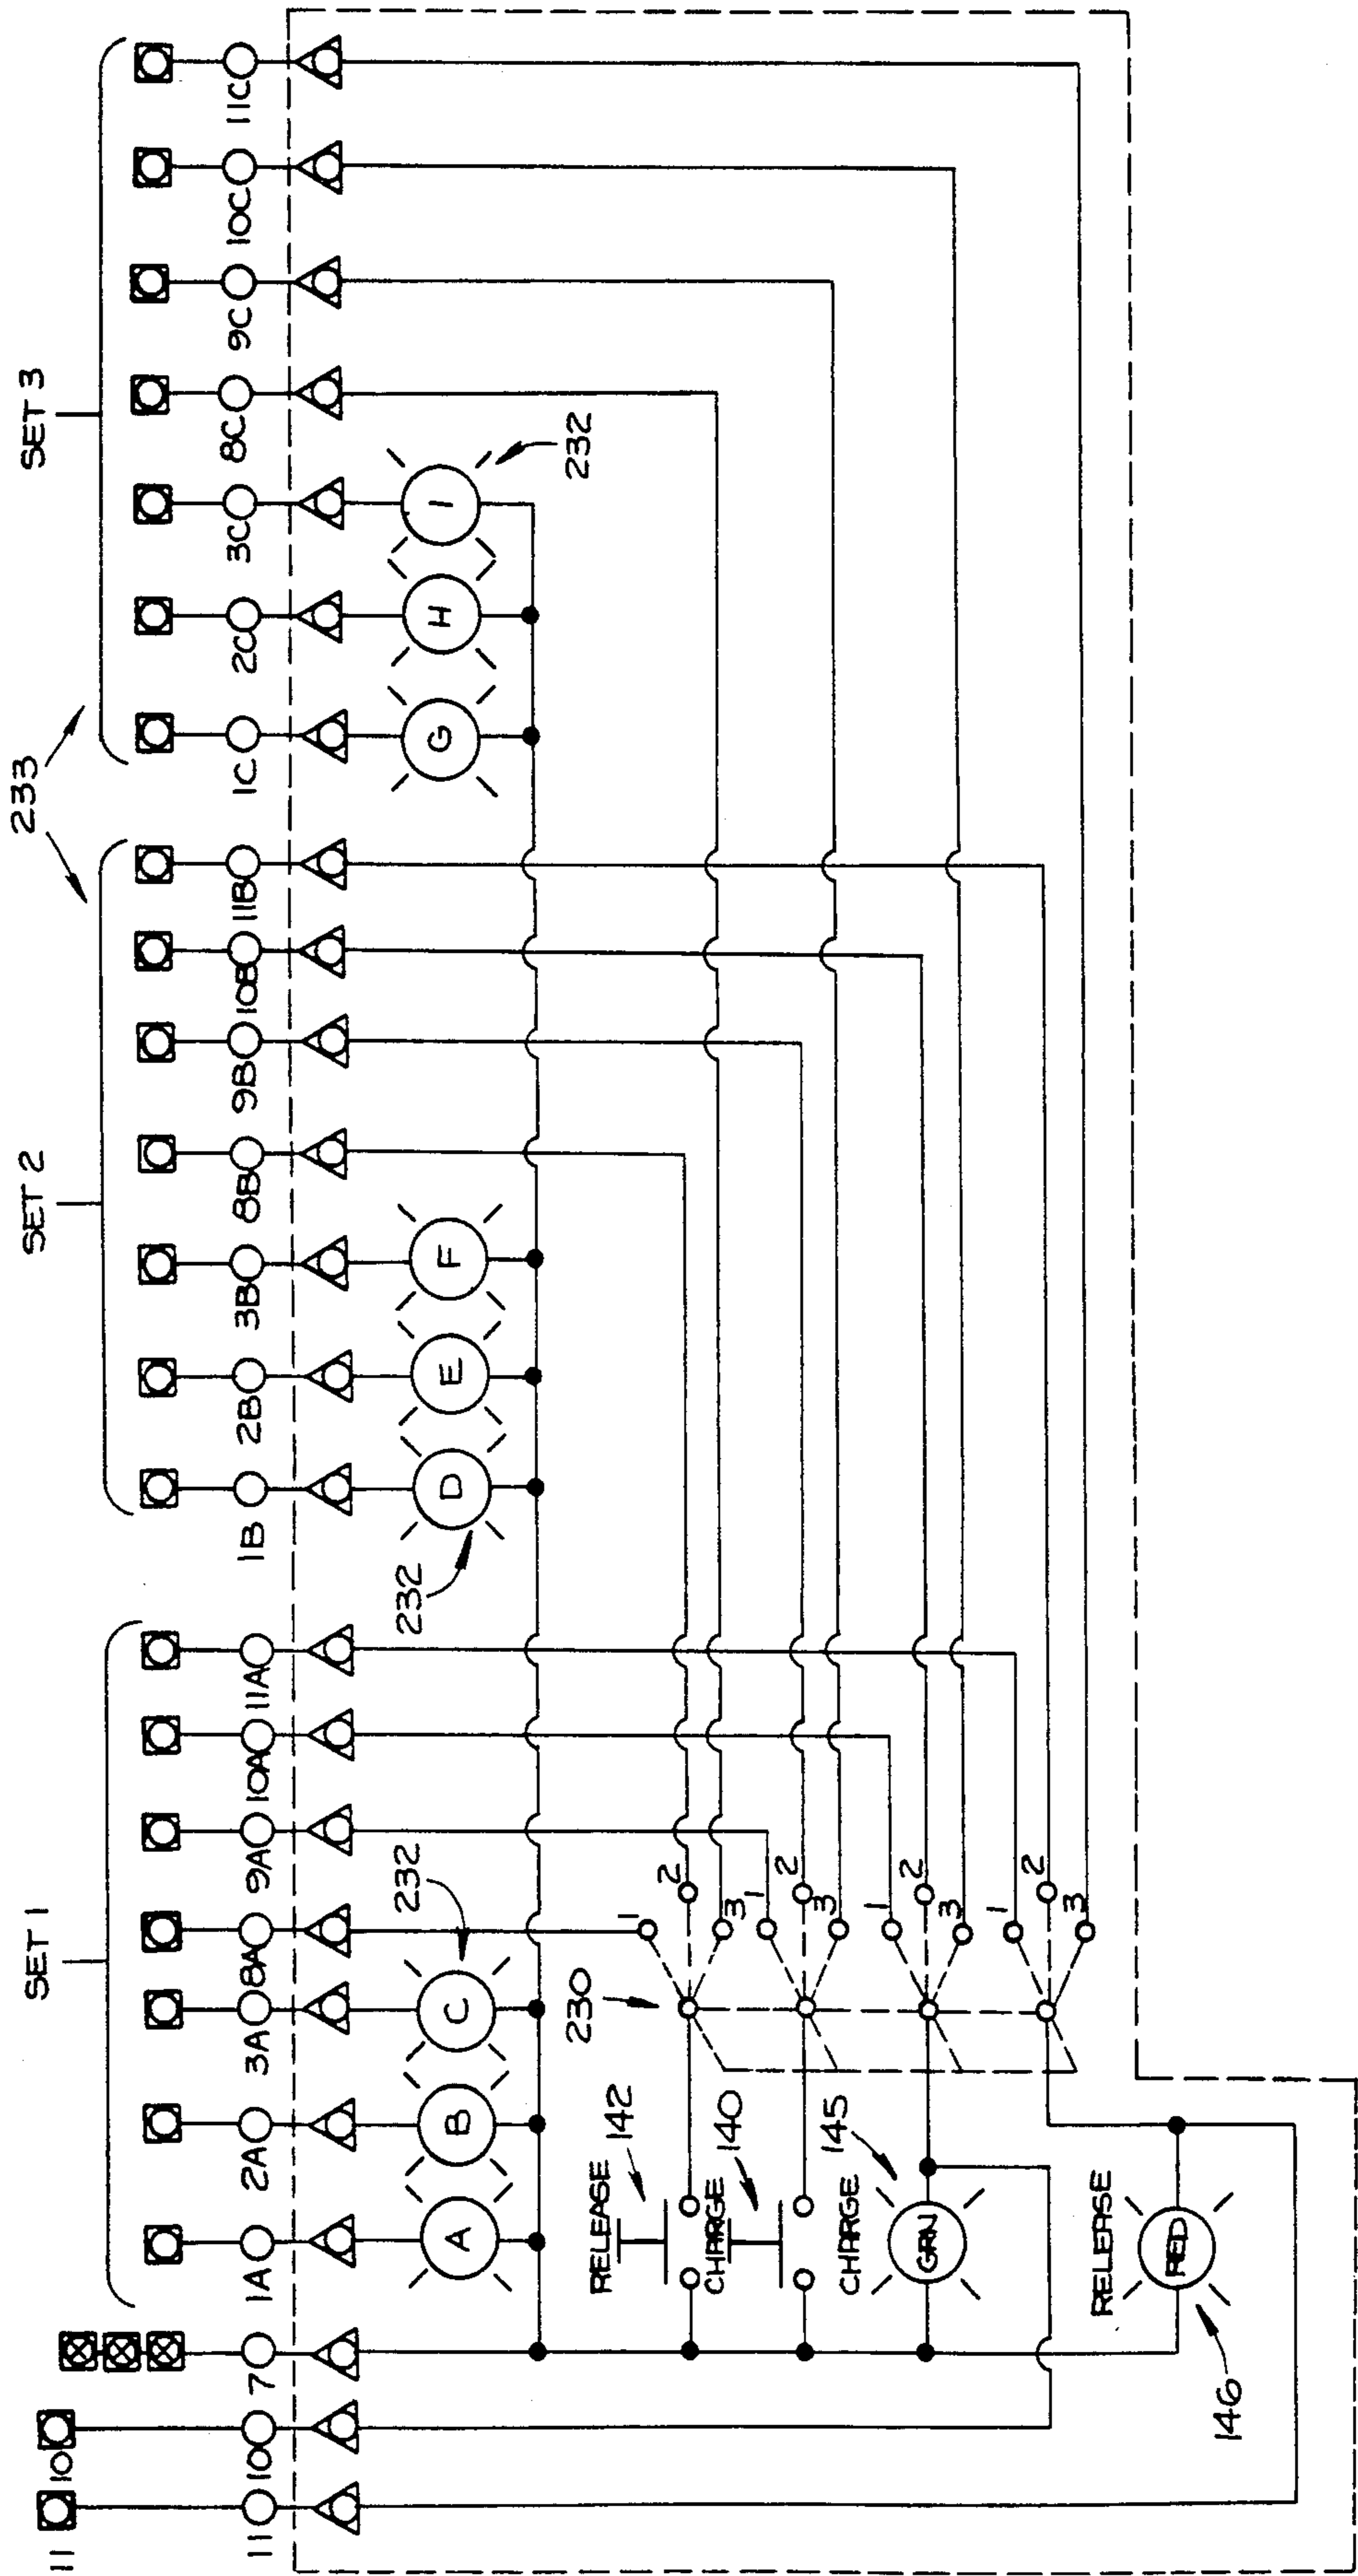 SET 1
SET 2
SET 3
233
11
10
11
10
7
1A
2A
3A
8A
9A
10A
11A
1B
2B
3B
8B
9B
10B
11B
1C
2C
3C
8C
9C
10C
11C
A
B
C
D
E
F
G
H
I
232
232
232
230
1
2
3
1
2
3
1
2
3
1
2
3
RELEASE
142
CHARGE
140
CHARGE
145
GRN
RELEASE
RED
146